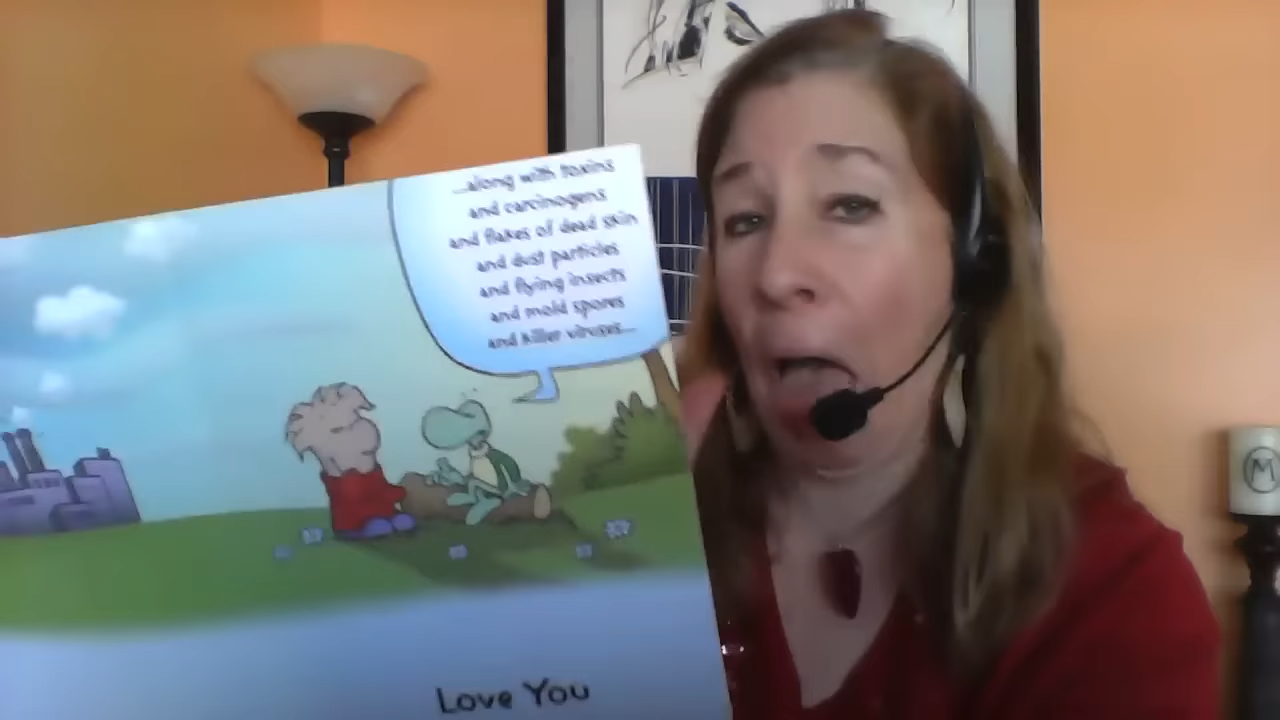 ...along with toxins
and carcinogens
and flakes of dead skin
and dust particles
and flying insects
and mold spores
and killer viruses...
Love You
M